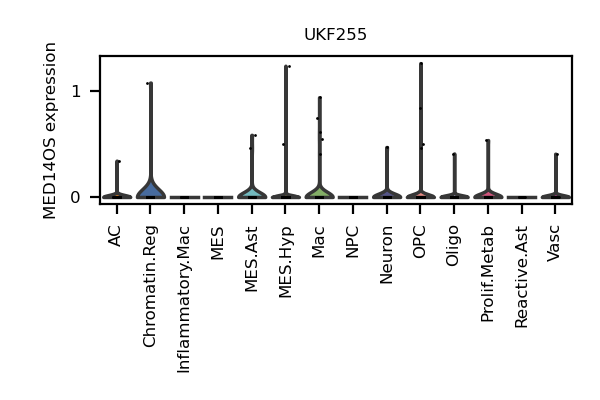 UKF255
MED14OS expression
1
0
AC
Chromatin.Reg
Inflammatory.Mac
MES
MES.Ast
MES.Hyp
Mac
NPC
Neuron
OPC
Oligo
Prolif.Metab
Reactive.Ast
Vasc